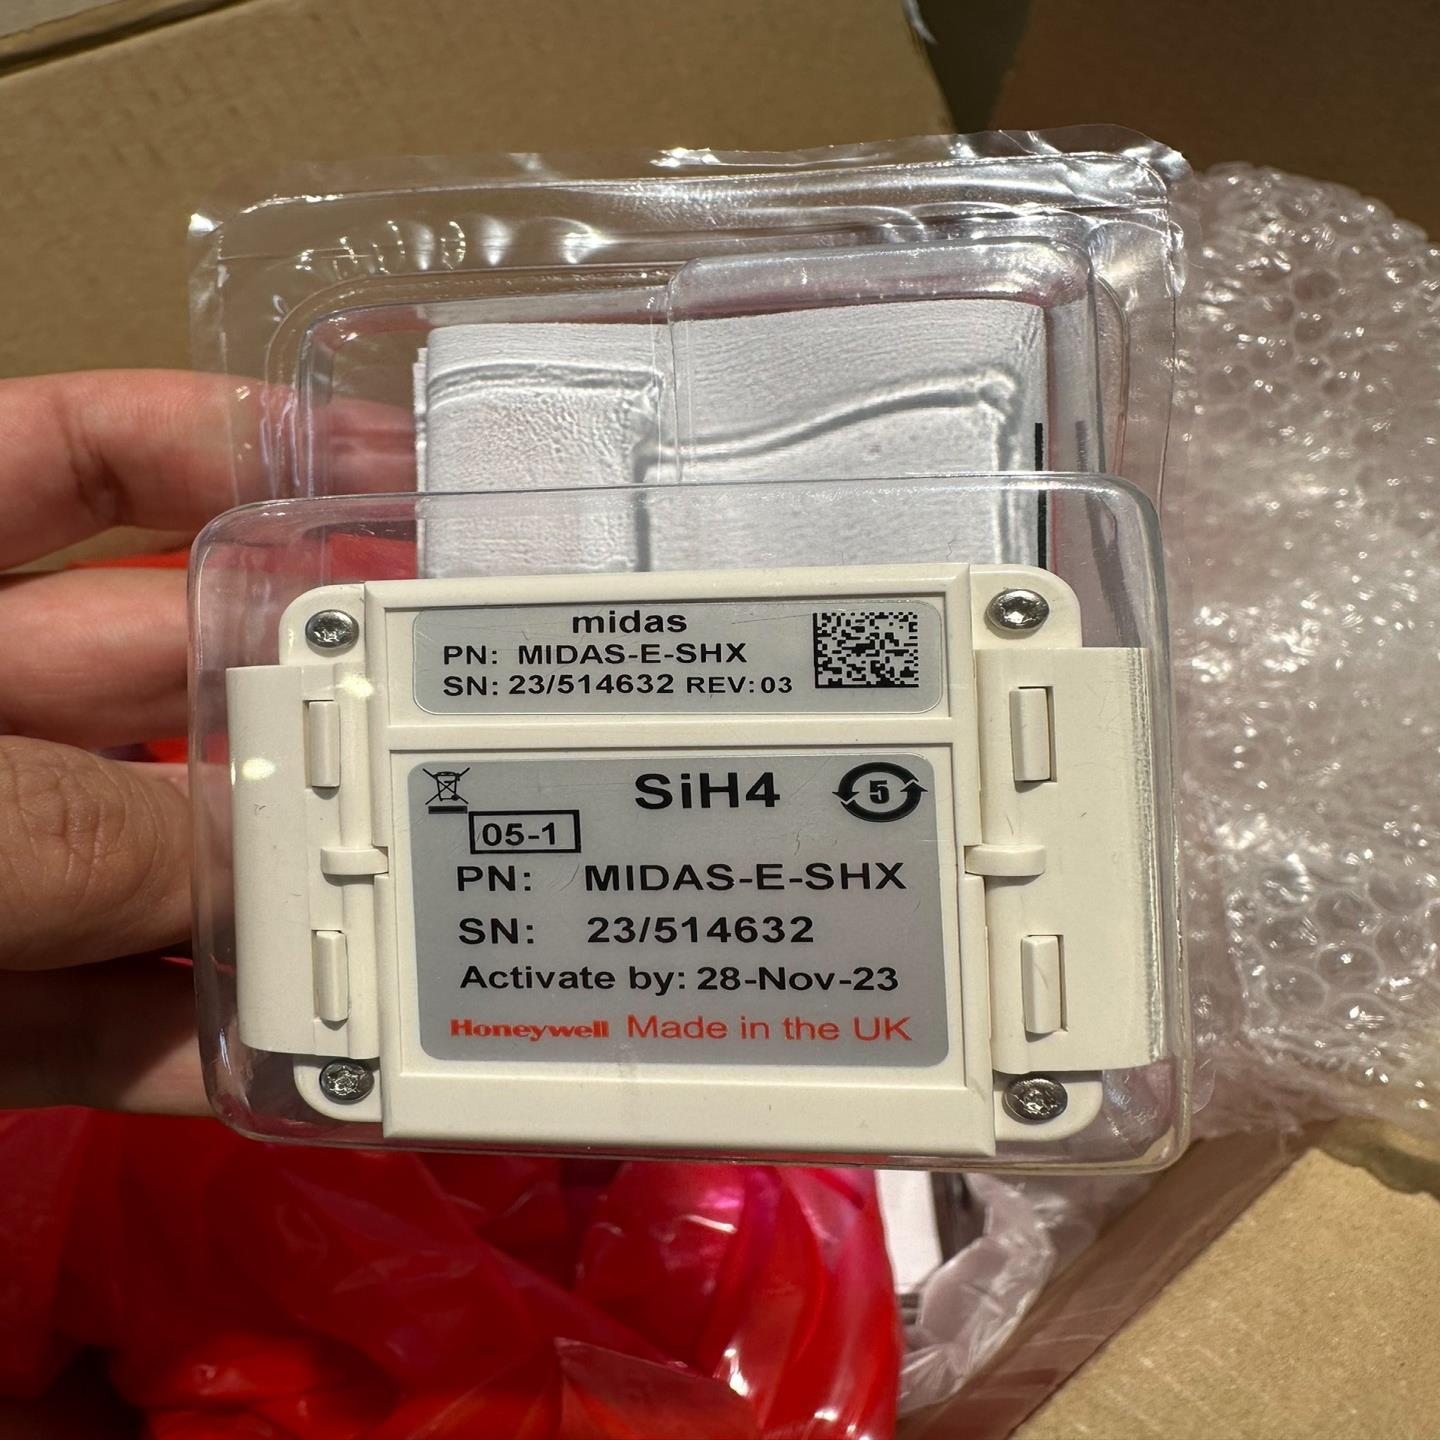 midas
PN: MIDAS-E-SHX
SN: 23/514632 REV: 03
SiH4
5
05-1
PN: MIDAS-E-SHX
SN: 23/514632
Activate by: 28-Nov-23
Honeywell Made in the UK